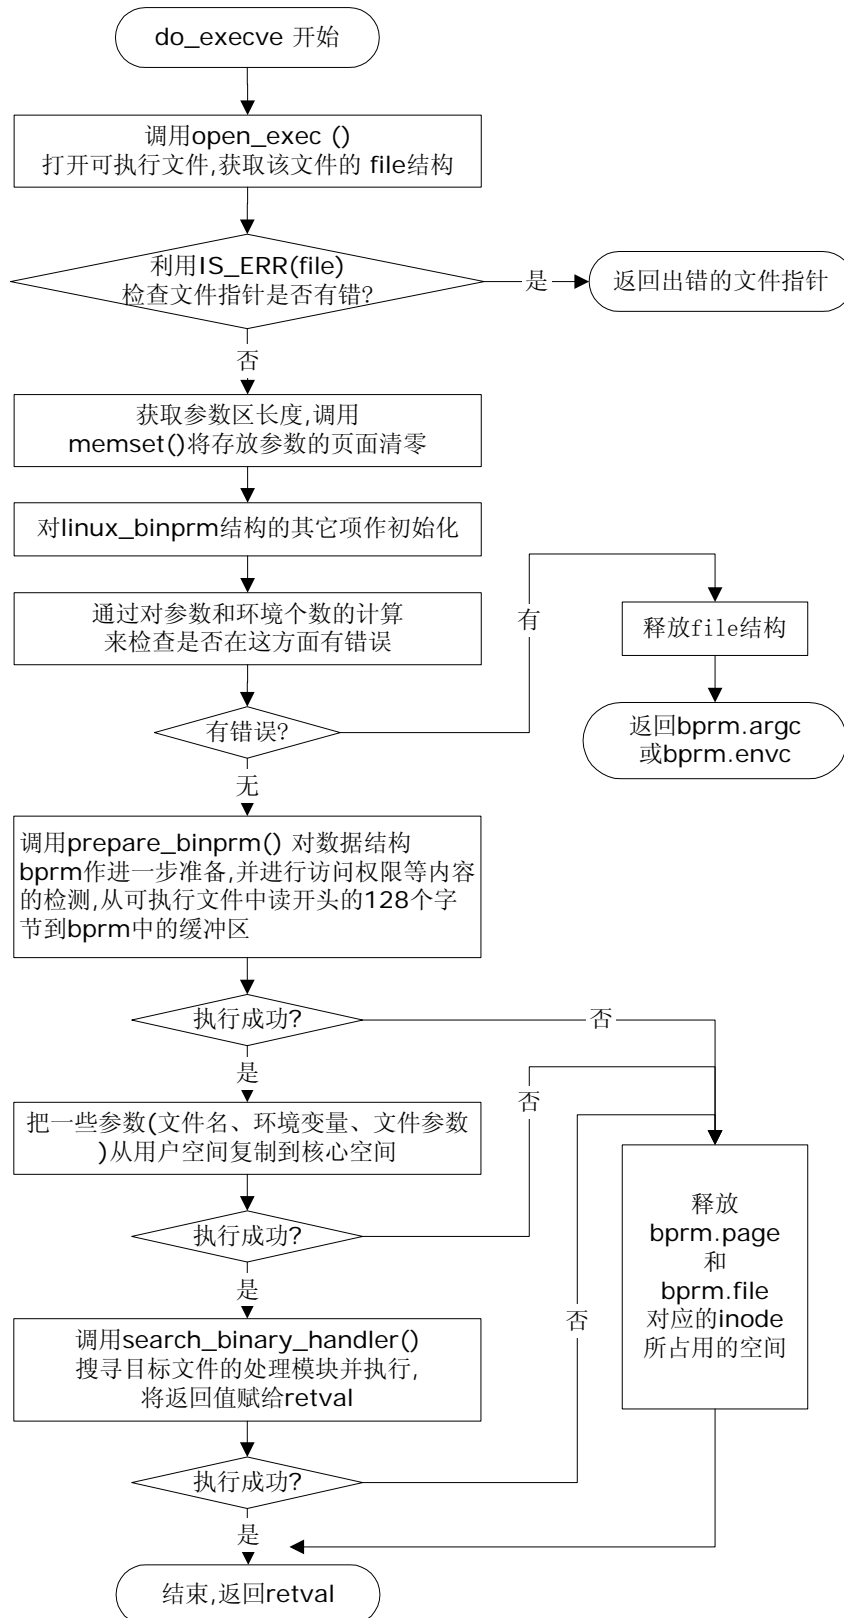 do_execve 开始
调用open_exec ()
打开可执行文件,获取该文件的 file结构
利用IS_ERR(file)
检查文件指针是否有错?
是
返回出错的文件指针
否
获取参数区长度,调用
memset()将存放参数的页面清零
对linux_binprm结构的其它项作初始化
通过对参数和环境个数的计算
来检查是否在这方面有错误
有
释放file结构
有错误?
返回bprm.argc
或bprm.envc
无
调用prepare_binprm() 对数据结构
bprm作进一步准备,并进行访问权限等内容
的检测,从可执行文件中读开头的128个字
节到bprm中的缓冲区
执行成功?
否
是
否
把一些参数(文件名、环境变量、文件参数
)从用户空间复制到核心空间
执行成功?
释放
bprm.page
和
bprm.file
对应的inode
所占用的空间
是
否
调用search_binary_handler()
搜寻目标文件的处理模块并执行,
将返回值赋给retval
执行成功?
是
结束,返回retval